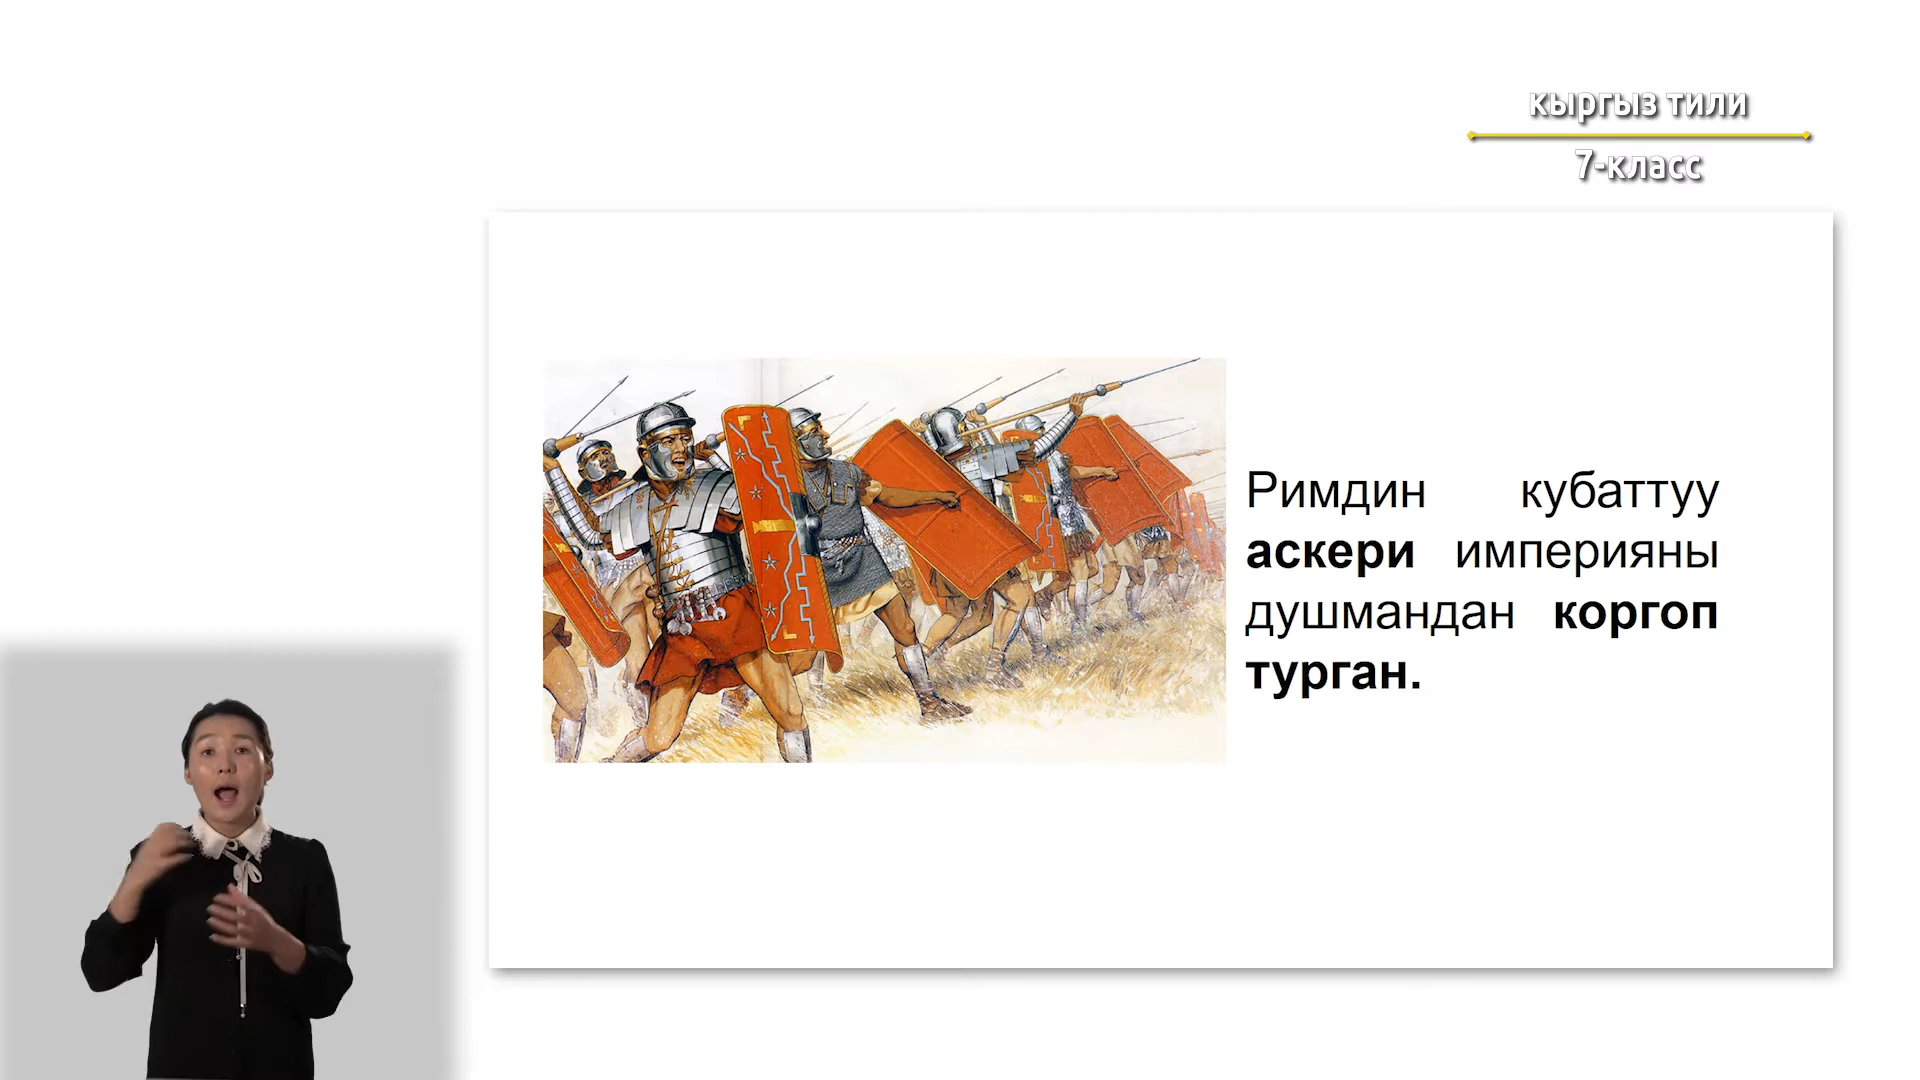 кыргыз тили
7-класс
Римдин кубаттуу
аскери империяны
душмандан коргоп
турган.